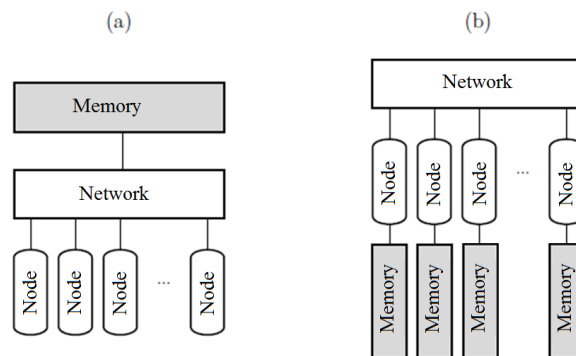 (a)
Memory
Network
Node
Node
Node
...
Node
(b)
Network
Node
Node
Node
...
Node
Memory
Memory
Memory
Memory